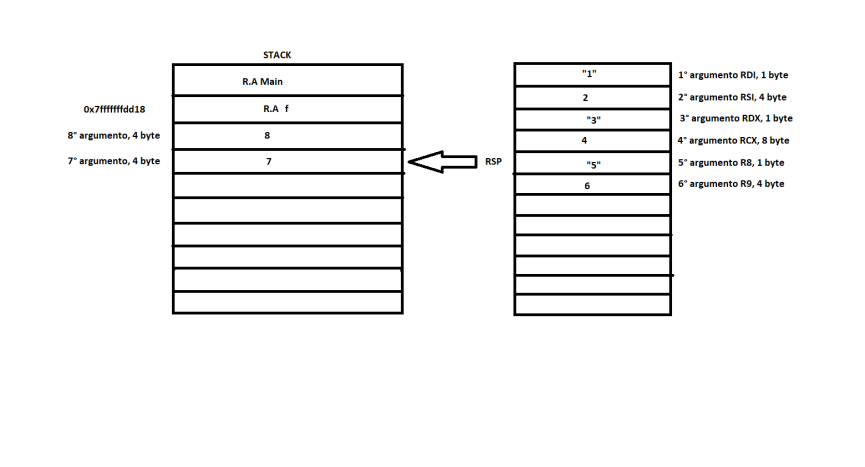 STACK
R.A Main
0x7fffffffdd18
R.A f
8° argumento, 4 byte
8
7° argumento, 4 byte
7
RSP
"1"
1° argumento RDI, 1 byte
2
2° argumento RSI, 4 byte
"3"
3° argumento RDX, 1 byte
4
4° argumento RCX, 8 byte
"5"
5° argumento R8, 1 byte
6
6° argumento R9, 4 byte